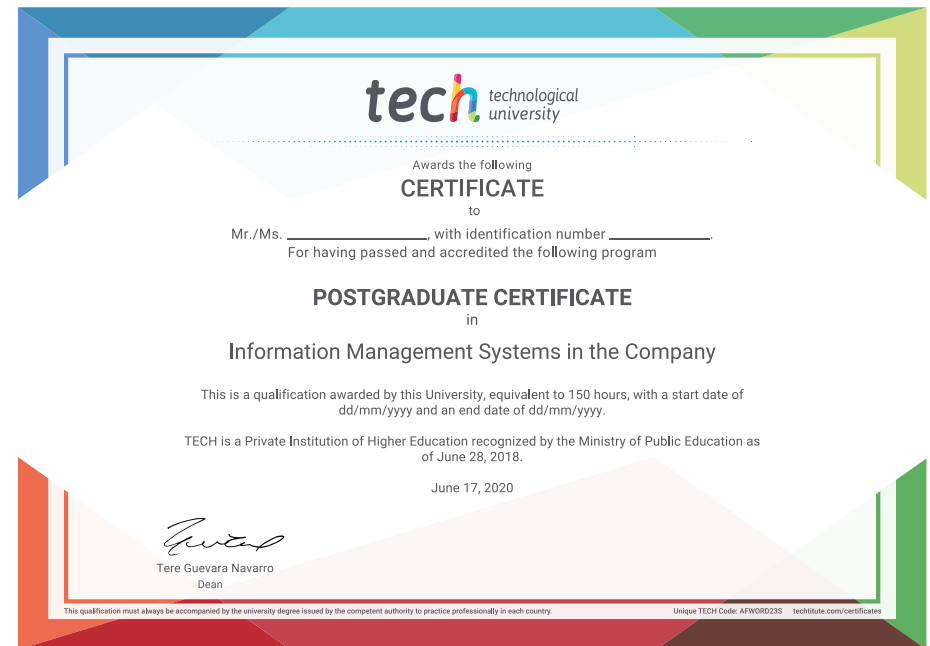 tech technological
university
Awards the following
CERTIFICATE
to
Mr./Ms. ____________________, with identification number ______________.
For having passed and accredited the following program
POSTGRADUATE CERTIFICATE
in
Information Management Systems in the Company
This is a qualification awarded by this University, equivalent to 150 hours, with a start date of
dd/mm/yyyy and an end date of dd/mm/yyyy.
TECH is a Private Institution of Higher Education recognized by the Ministry of Public Education as
of June 28, 2018.
June 17, 2020
Tere Guevara Navarro
Dean
This qualification must always be accompanied by the university degree issued by the competent authority to practice professionally in each country.
Unique TECH Code: AFWORD23S techtitute.com/certificates